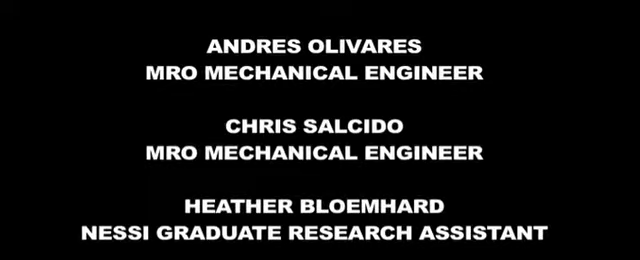 ANDRES OLIVARES
MRO MECHANICAL ENGINEER
CHRIS SALCIDO
MRO MECHANICAL ENGINEER
HEATHER BLOEMHARD
NESSI GRADUATE RESEARCH ASSISTANT